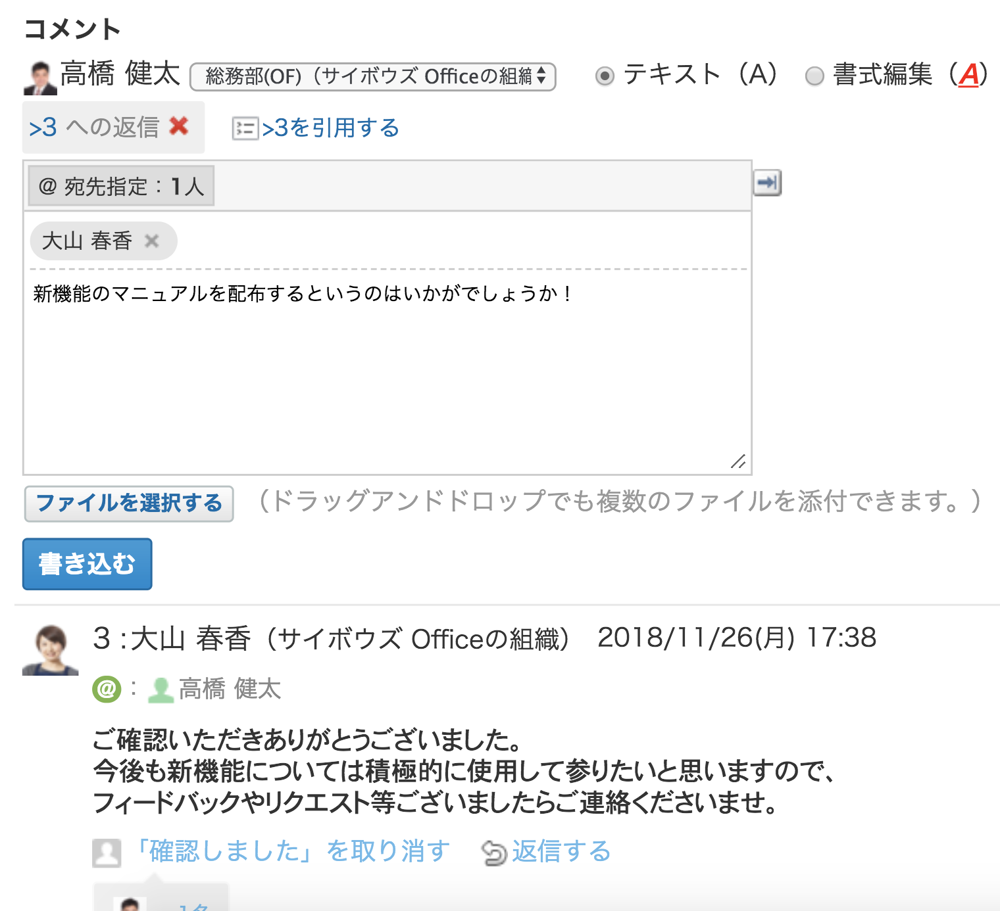 コメント
高橋 健太 総務部(OF)（サイボウズ Officeの組織 テキスト（A） 書式編集（A）
>3 への返信 >3を引用する
@ 宛先指定：1人
大山 春香
新機能のマニュアルを配布するというのはいかがでしょうか！
ファイルを選択する （ドラッグアンドドロップでも複数のファイルを添付できます。）
書き込む
3 :大山 春香（サイボウズ Officeの組織） 2018/11/26(月) 17:38
@ : 高橋 健太
ご確認いただきありがとうございました。
今後も新機能については積極的に使用して参りたいと思いますので、
フィードバックやリクエスト等ございましたらご連絡くださいませ。
「確認しました」を取り消す 返信する